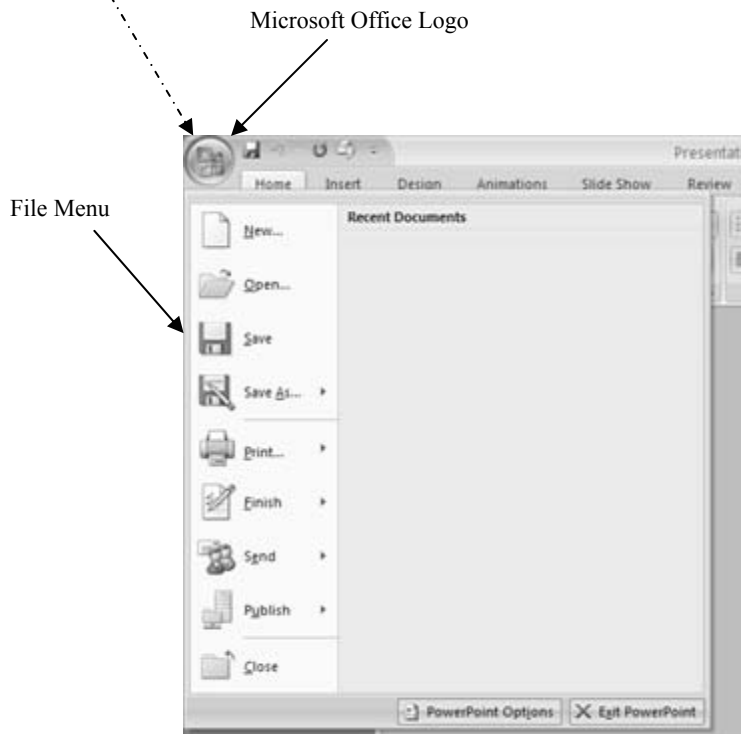 Microsoft Office Logo
Presentat
Home Insert Design Animations Slide Show Review
File Menu
Recent Documents
New...
Open...
Save
Save As...
Print...
Finish
Send
Publish
Close
PowerPoint Options Exit PowerPoint